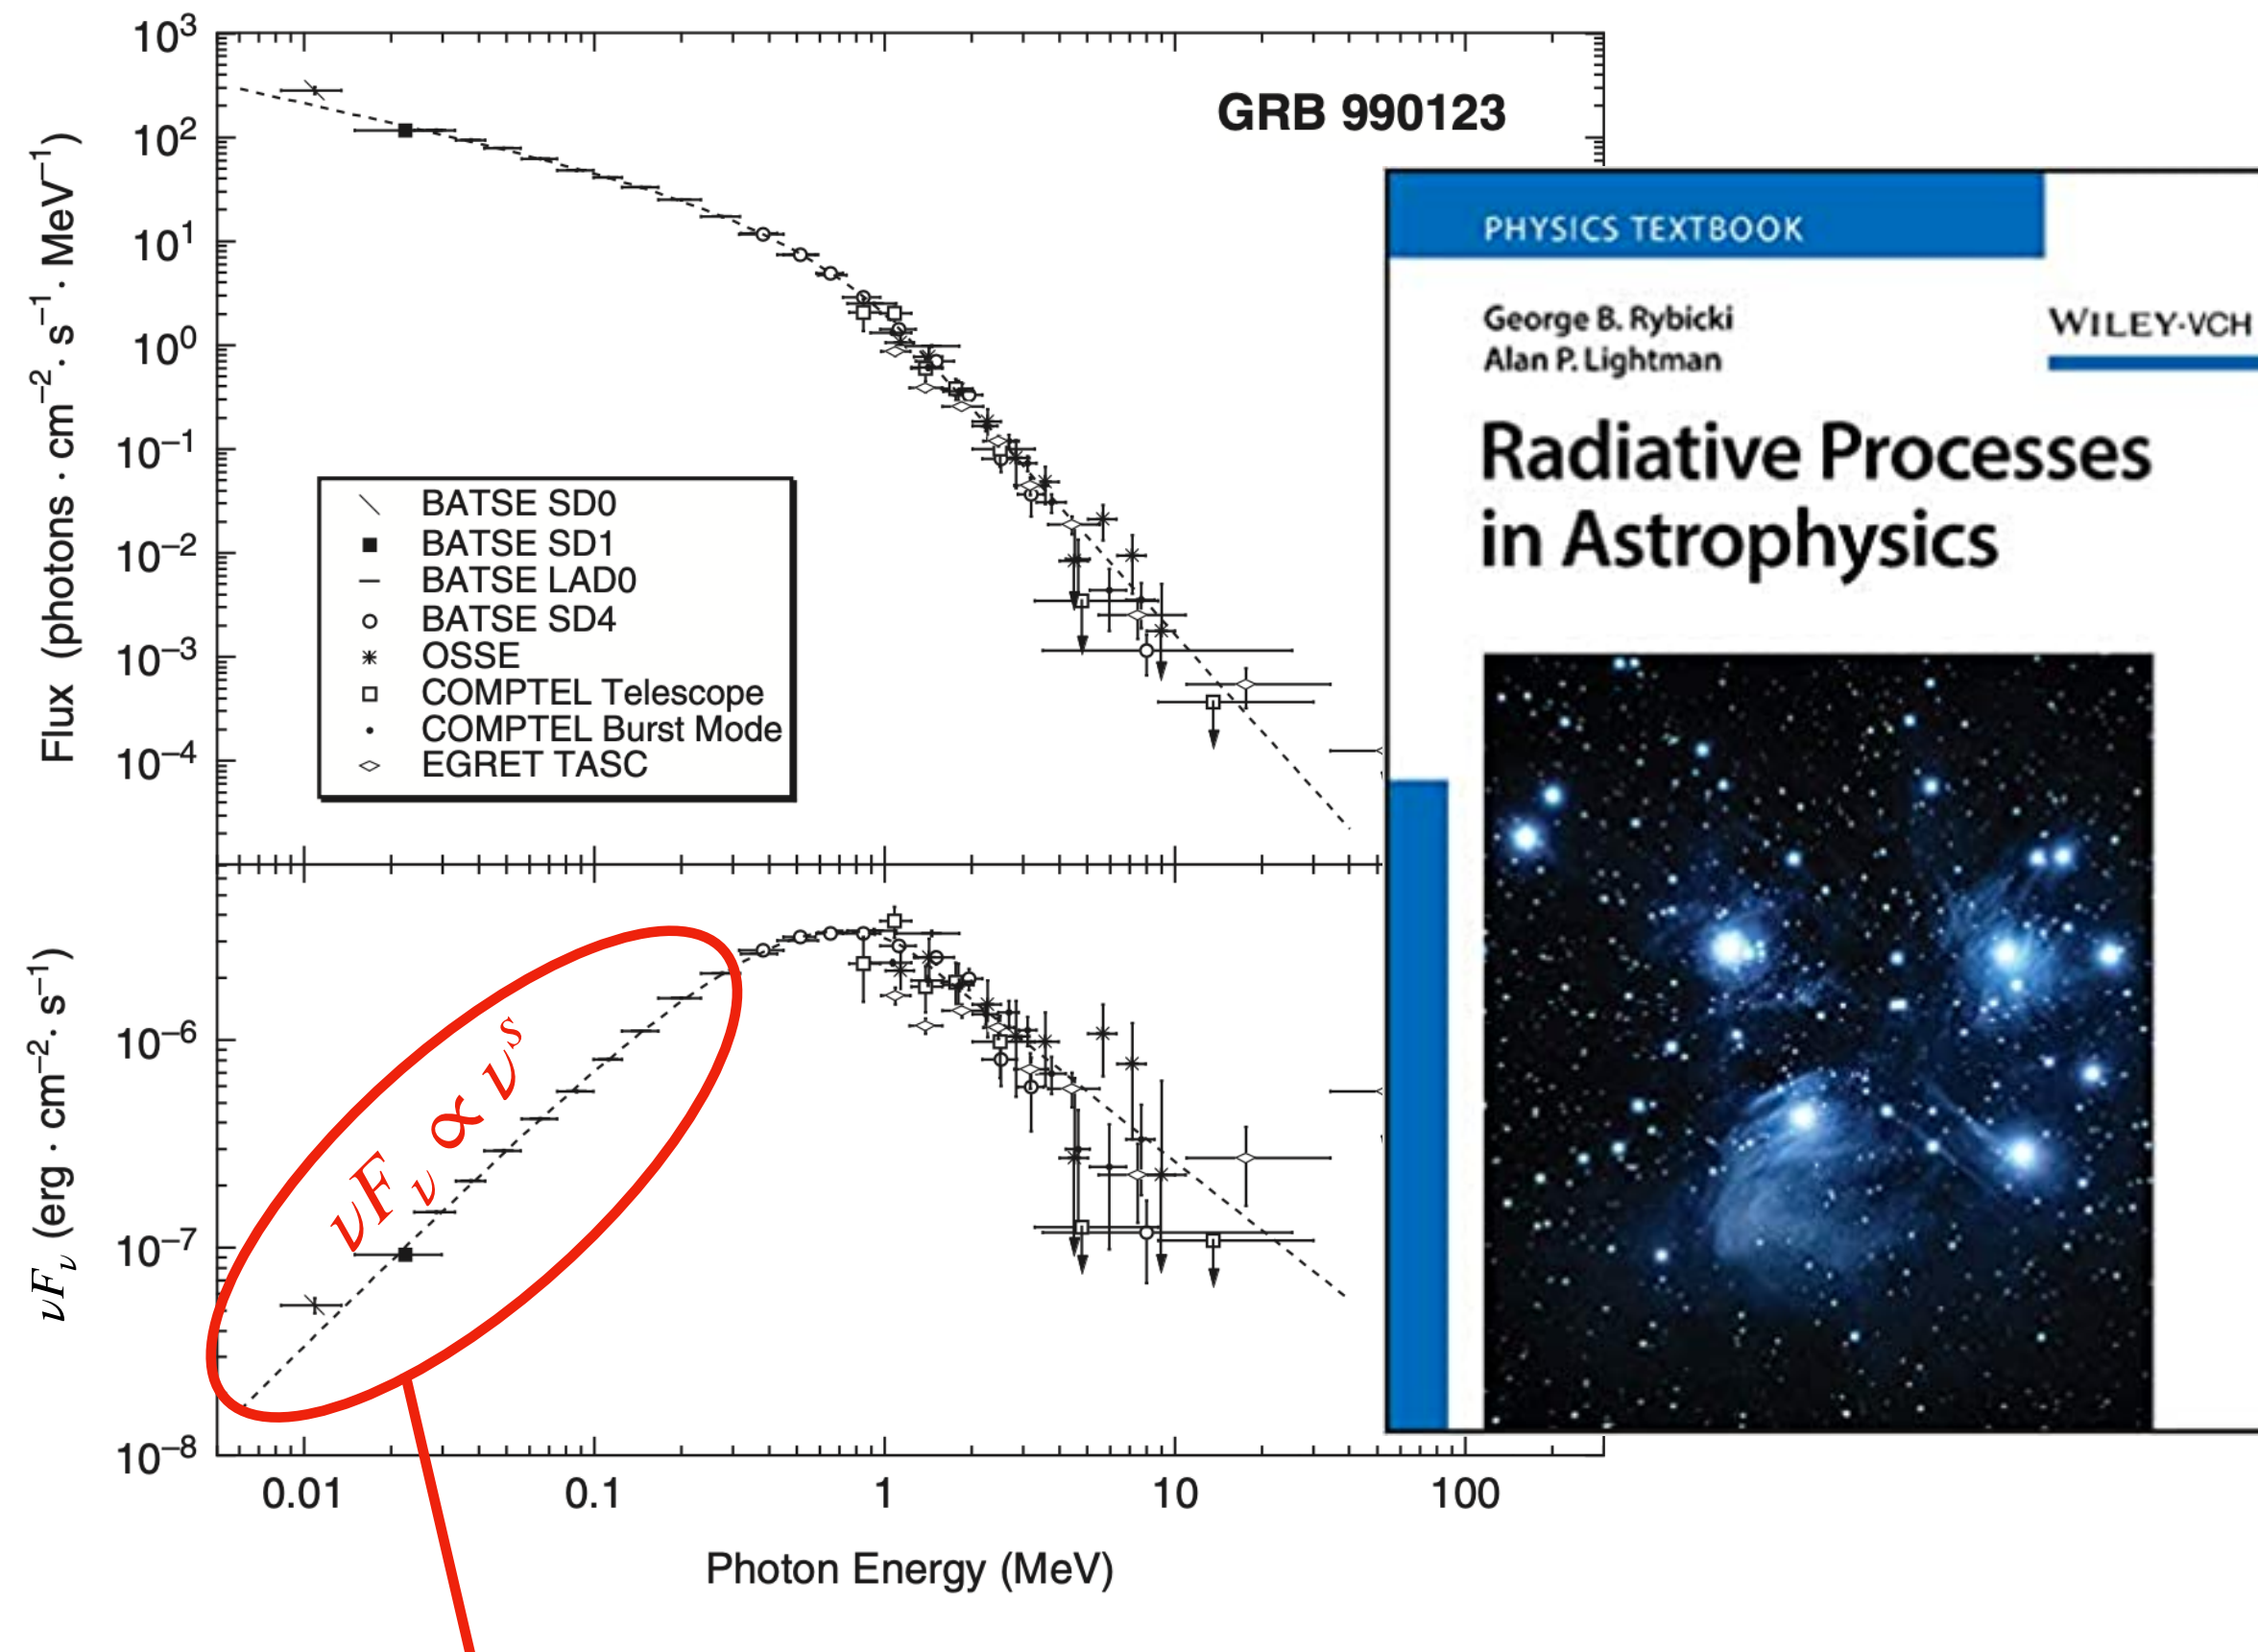 10³
10²
10¹
10⁰
10⁻¹
10⁻²
10⁻³
10⁻⁴
Flux (photons · cm⁻² · s⁻¹ · MeV⁻¹)
GRB 990123
BATSE SD0
BATSE SD1
BATSE LAD0
BATSE SD4
OSSE
COMPTEL Telescope
COMPTEL Burst Mode
EGRET TASC
νFν ∝ νˢ
10⁻⁶
10⁻⁷
10⁻⁸
νFν (erg · cm⁻² · s⁻¹)
0.01 0.1 1 10 100
Photon Energy (MeV)
PHYSICS TEXTBOOK
George B. Rybicki
Alan P. Lightman
WILEY-VCH
Radiative Processes
in Astrophysics